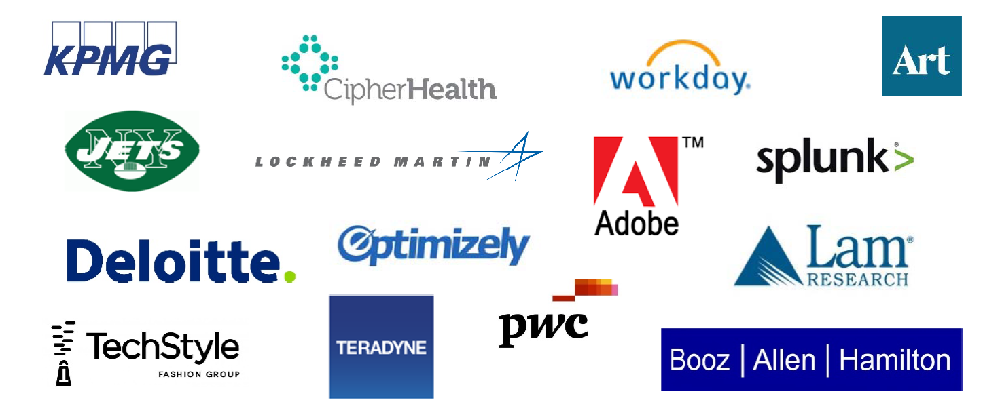 KPMG
CipherHealth
workday.
Art
NY
JETS
LOCKHEED MARTIN
Adobe
TM
splunk>®
Deloitte.
Optimizely
Lam®
RESEARCH
TechStyle
FASHION GROUP
TERADYNE
pwc
Booz | Allen | Hamilton